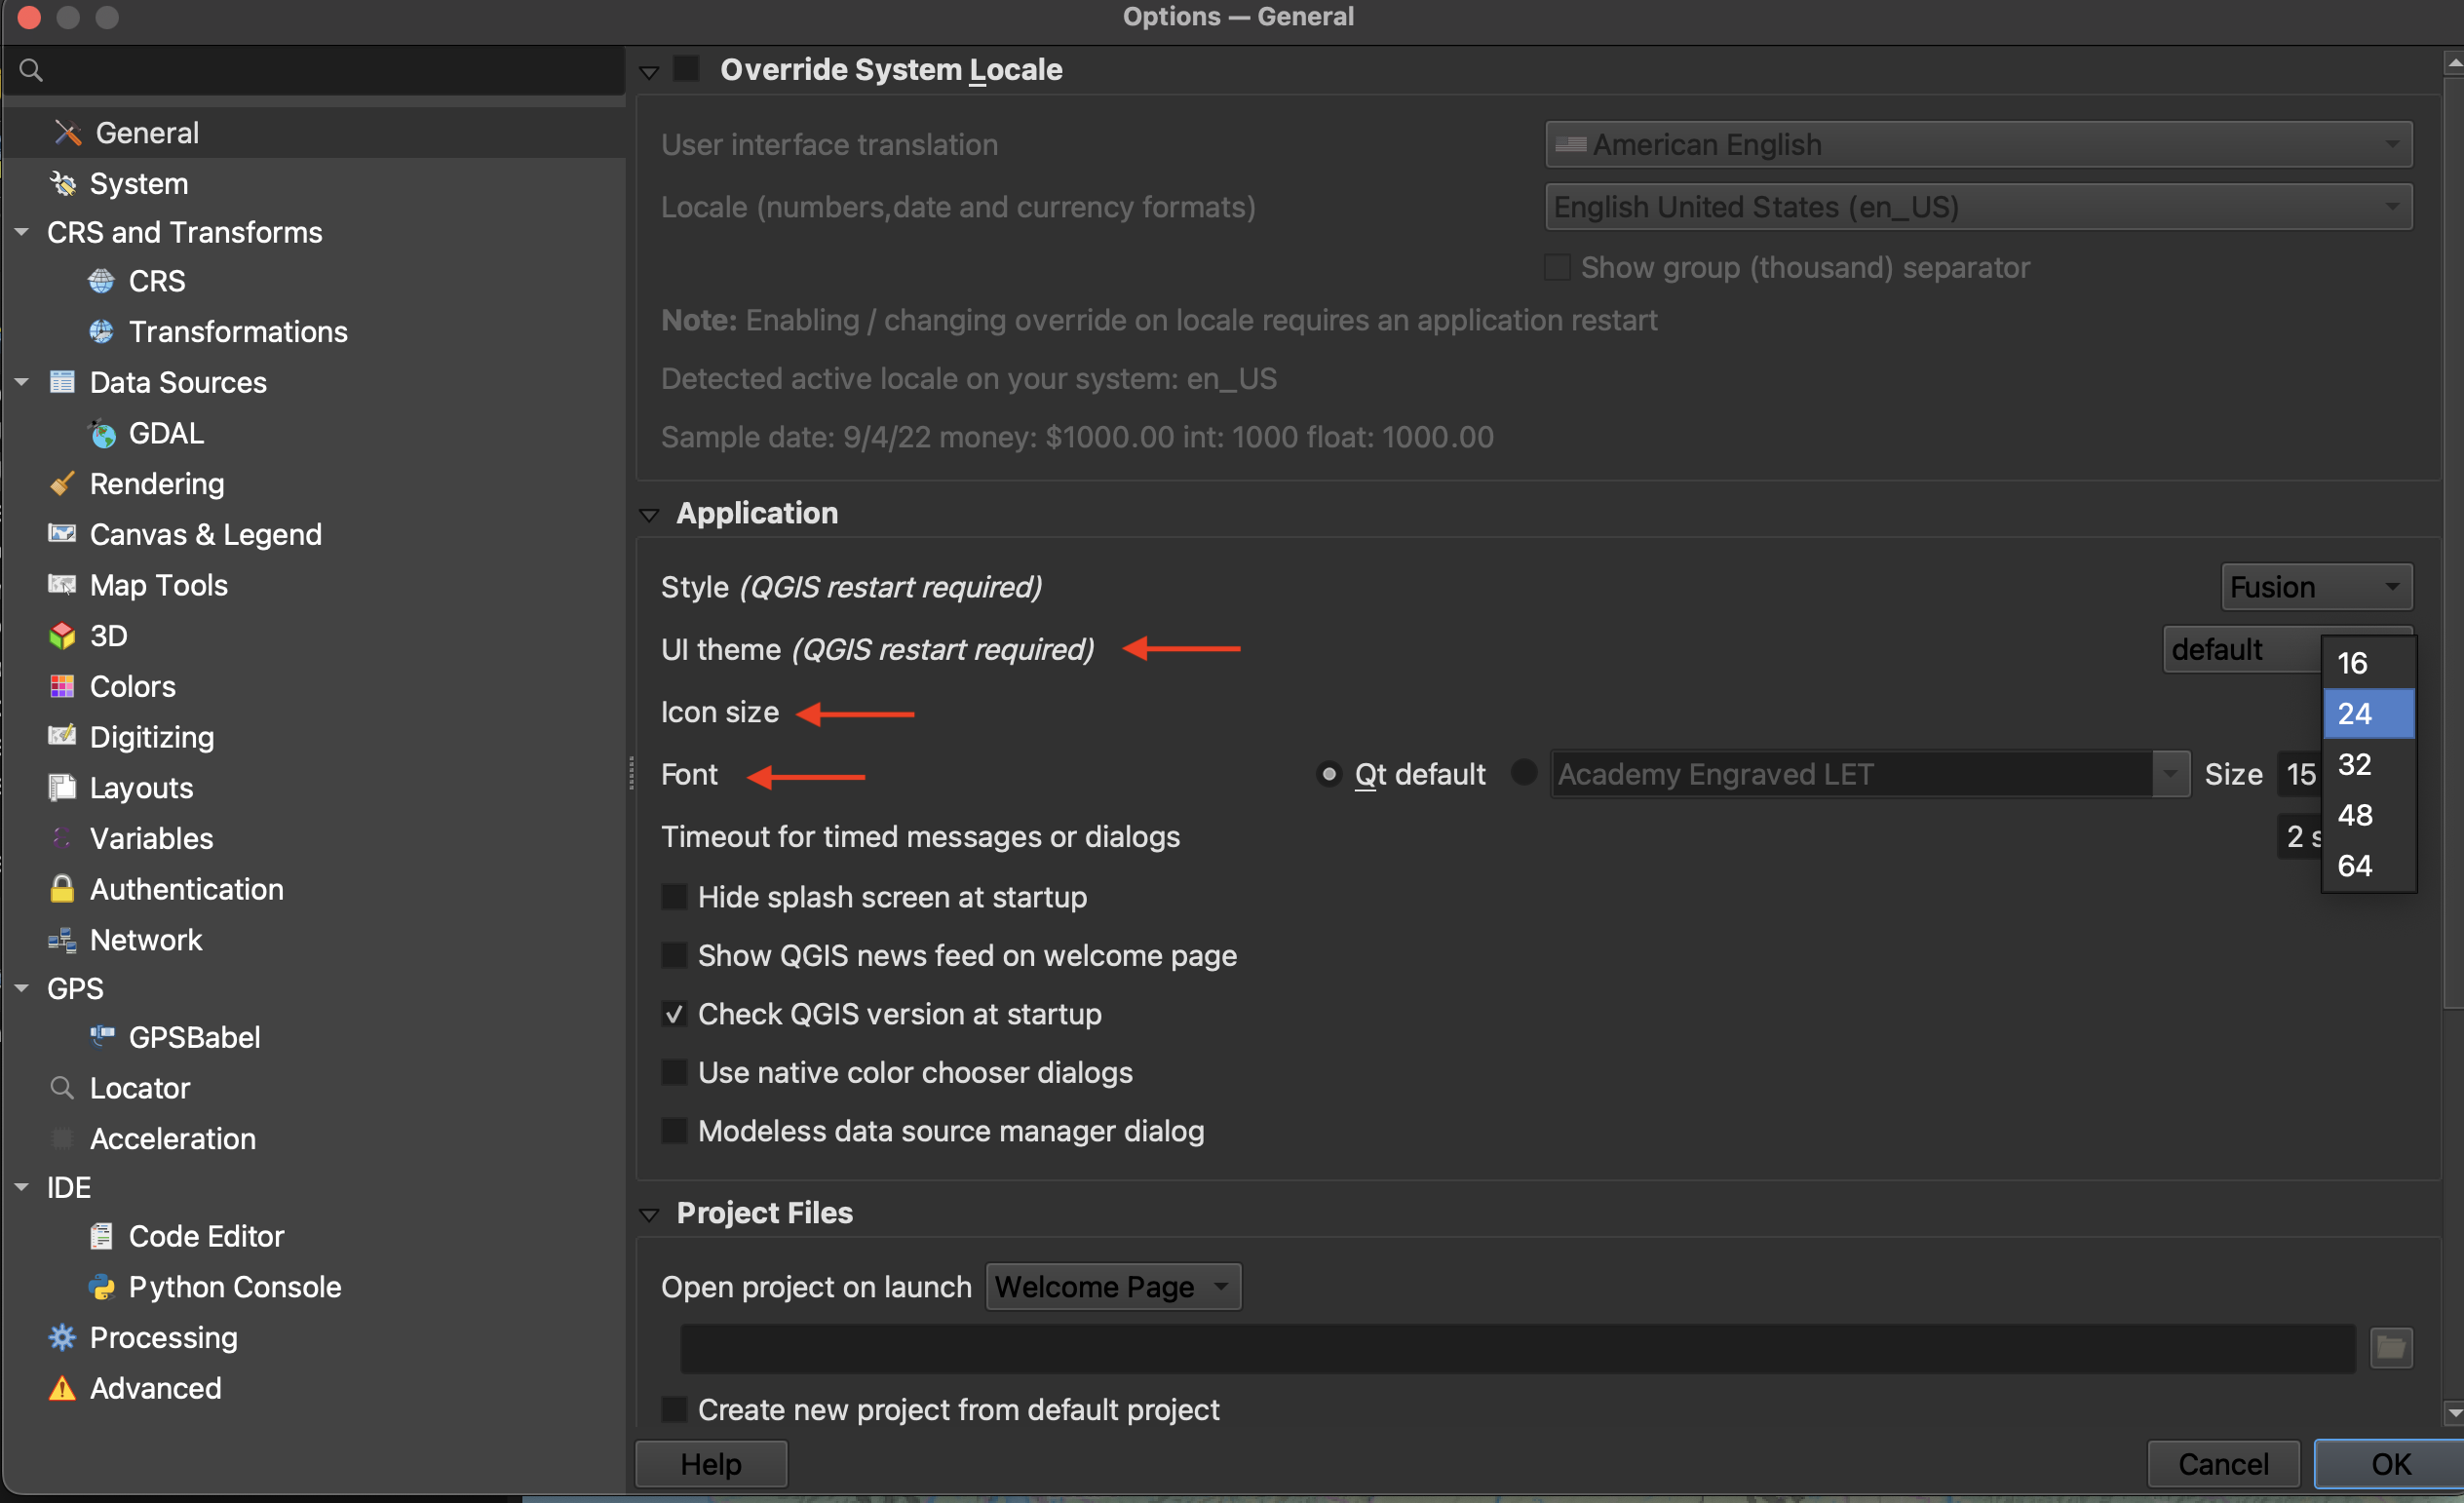 Options — General
General
System
CRS and Transforms
CRS
Transformations
Data Sources
GDAL
Rendering
Canvas & Legend
Map Tools
3D
Colors
Digitizing
Layouts
Variables
Authentication
Network
GPS
GPSBabel
Locator
Acceleration
IDE
Code Editor
Python Console
Processing
Advanced
Override System Locale
User interface translation American English
Locale (numbers,date and currency formats) English United States (en_US)
Show group (thousand) separator
Note: Enabling / changing override on locale requires an application restart
Detected active locale on your system: en_US
Sample date: 9/4/22 money: $1000.00 int: 1000 float: 1000.00
Application
Style (QGIS restart required) Fusion
UI theme (QGIS restart required) default
Icon size
16
24
32
48
64
Font Qt default Academy Engraved LET Size 15
Timeout for timed messages or dialogs 2 s
Hide splash screen at startup
Show QGIS news feed on welcome page
Check QGIS version at startup
Use native color chooser dialogs
Modeless data source manager dialog
Project Files
Open project on launch Welcome Page
Create new project from default project
Help Cancel OK